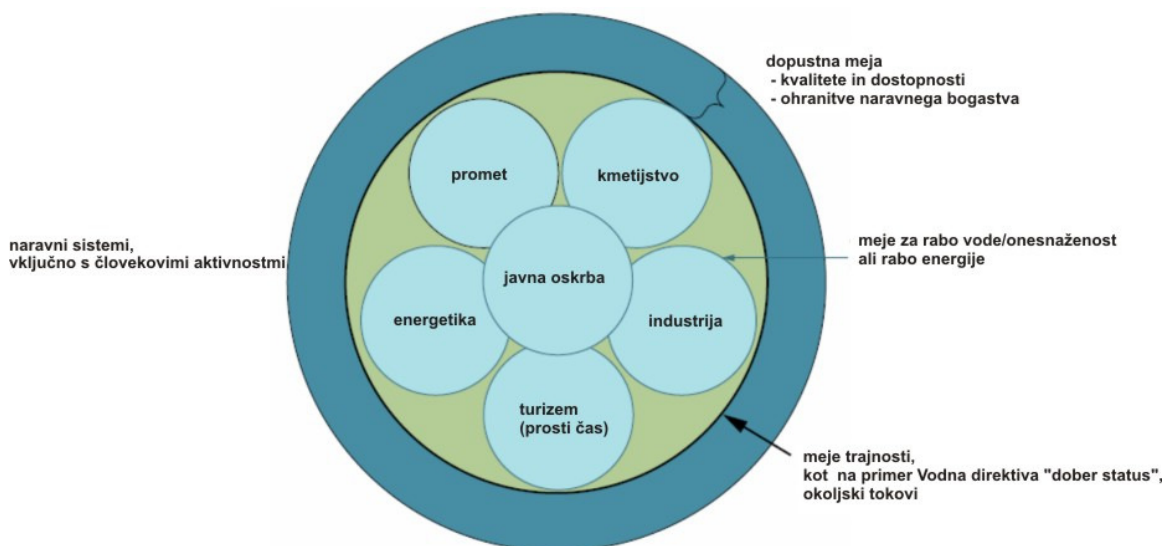 dopustna meja
- kvalitete in dostopnosti
- ohranitve naravnega bogastva
promet
kmetijstvo
naravni sistemi,
vključno s človekovimi aktivnostmi
meje za rabo vode/onesnaženost
ali rabo energije
javna oskrba
energetika
industrija
turizem
(prosti čas)
meje trajnosti,
kot na primer Vodna direktiva "dober status",
okoljski tokovi